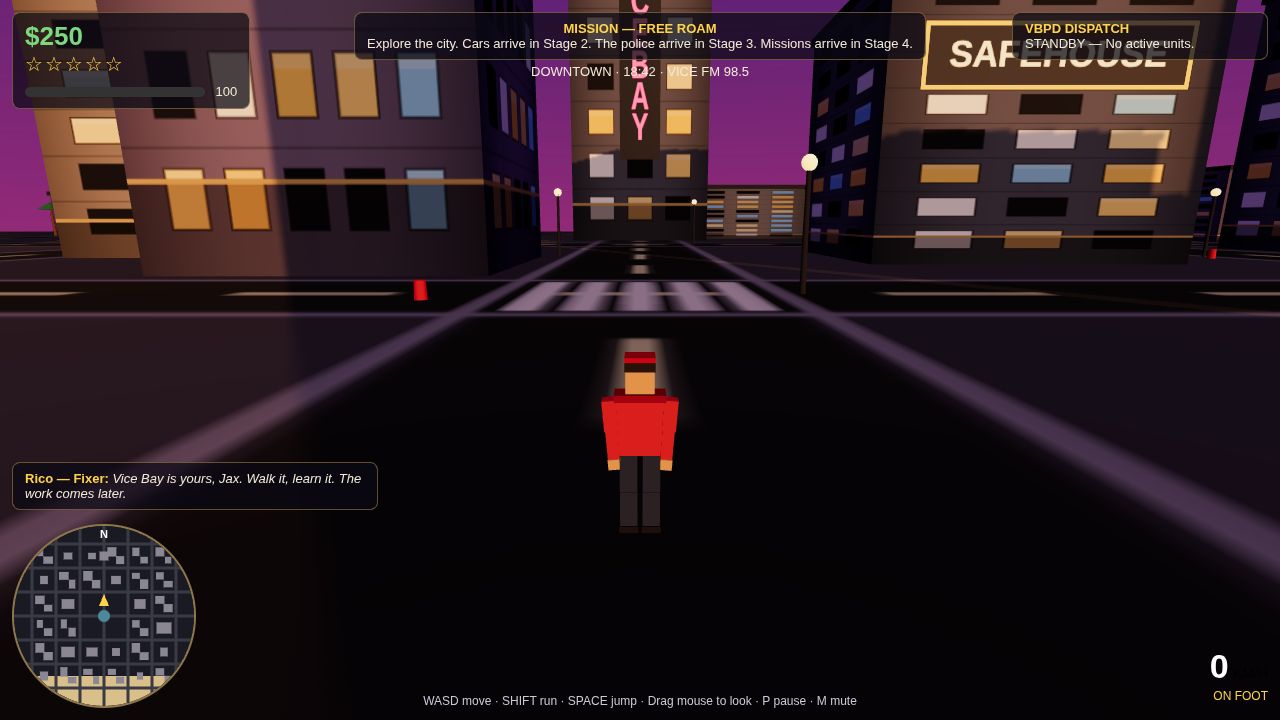 $250
☆☆☆☆☆
100
MISSION — FREE ROAM
Explore the city. Cars arrive in Stage 2. The police arrive in Stage 3. Missions arrive in Stage 4.
DOWNTOWN · 18:42 · VICE FM 98.5
VBPD DISPATCH
STANDBY — No active units.
SAFEHOUSE
C
E
B
A
Y
Rico — Fixer: Vice Bay is yours, Jax. Walk it, learn it. The
work comes later.
N
0
ON FOOT
WASD move · SHIFT run · SPACE jump · Drag mouse to look · P pause · M mute